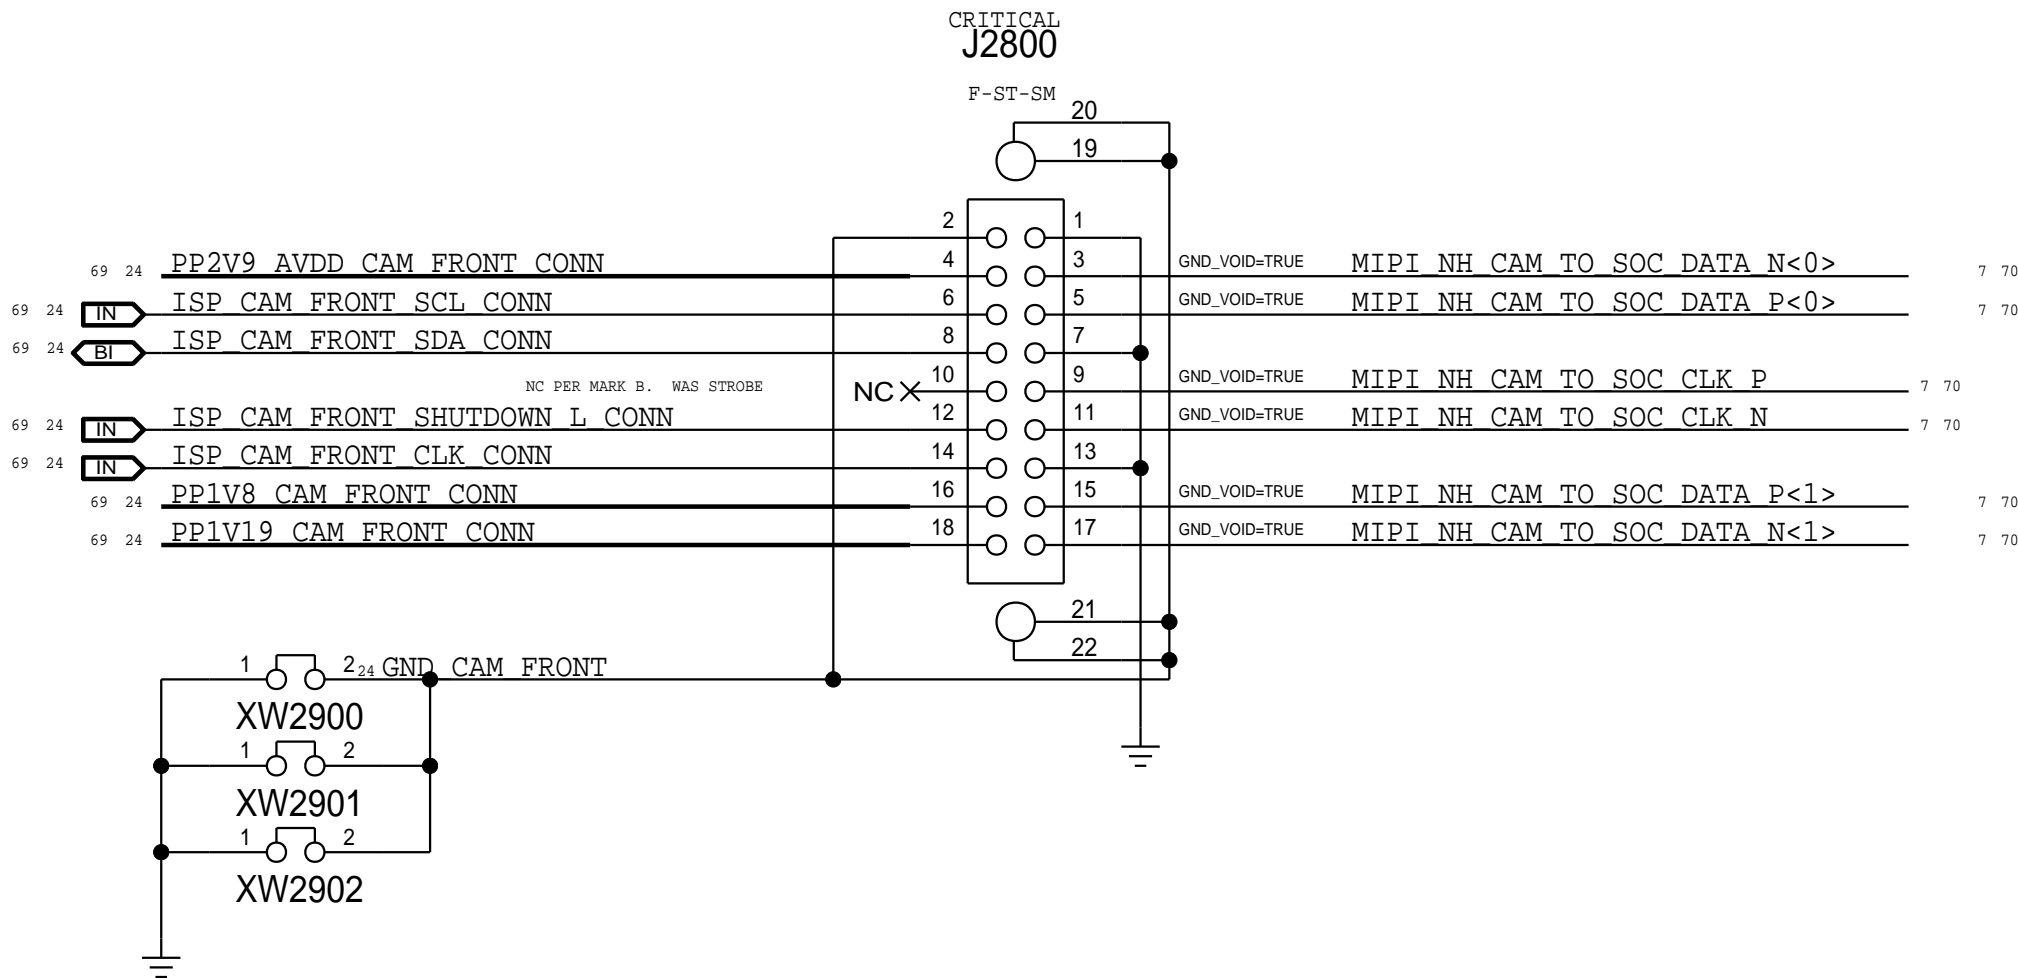 CRITICAL
J2800
F-ST-SM
20
19
2 1
69 24 PP2V9_AVDD_CAM_FRONT_CONN 4 3 GND_VOID=TRUE MIPI_NH_CAM_TO_SOC_DATA_N<0> 7 70
69 24 IN ISP_CAM_FRONT_SCL_CONN 6 5 GND_VOID=TRUE MIPI_NH_CAM_TO_SOC_DATA_P<0> 7 70
69 24 BI ISP_CAM_FRONT_SDA_CONN 8 7
NC PER MARK B. WAS STROBE NC 10 9 GND_VOID=TRUE MIPI_NH_CAM_TO_SOC_CLK_P 7 70
69 24 IN ISP_CAM_FRONT_SHUTDOWN_L_CONN 12 11 GND_VOID=TRUE MIPI_NH_CAM_TO_SOC_CLK_N 7 70
69 24 IN ISP_CAM_FRONT_CLK_CONN 14 13
69 24 PP1V8_CAM_FRONT_CONN 16 15 GND_VOID=TRUE MIPI_NH_CAM_TO_SOC_DATA_P<1> 7 70
69 24 PP1V19_CAM_FRONT_CONN 18 17 GND_VOID=TRUE MIPI_NH_CAM_TO_SOC_DATA_N<1> 7 70
21
22
1 2 24 GND_CAM_FRONT
XW2900
1 2
XW2901
1 2
XW2902